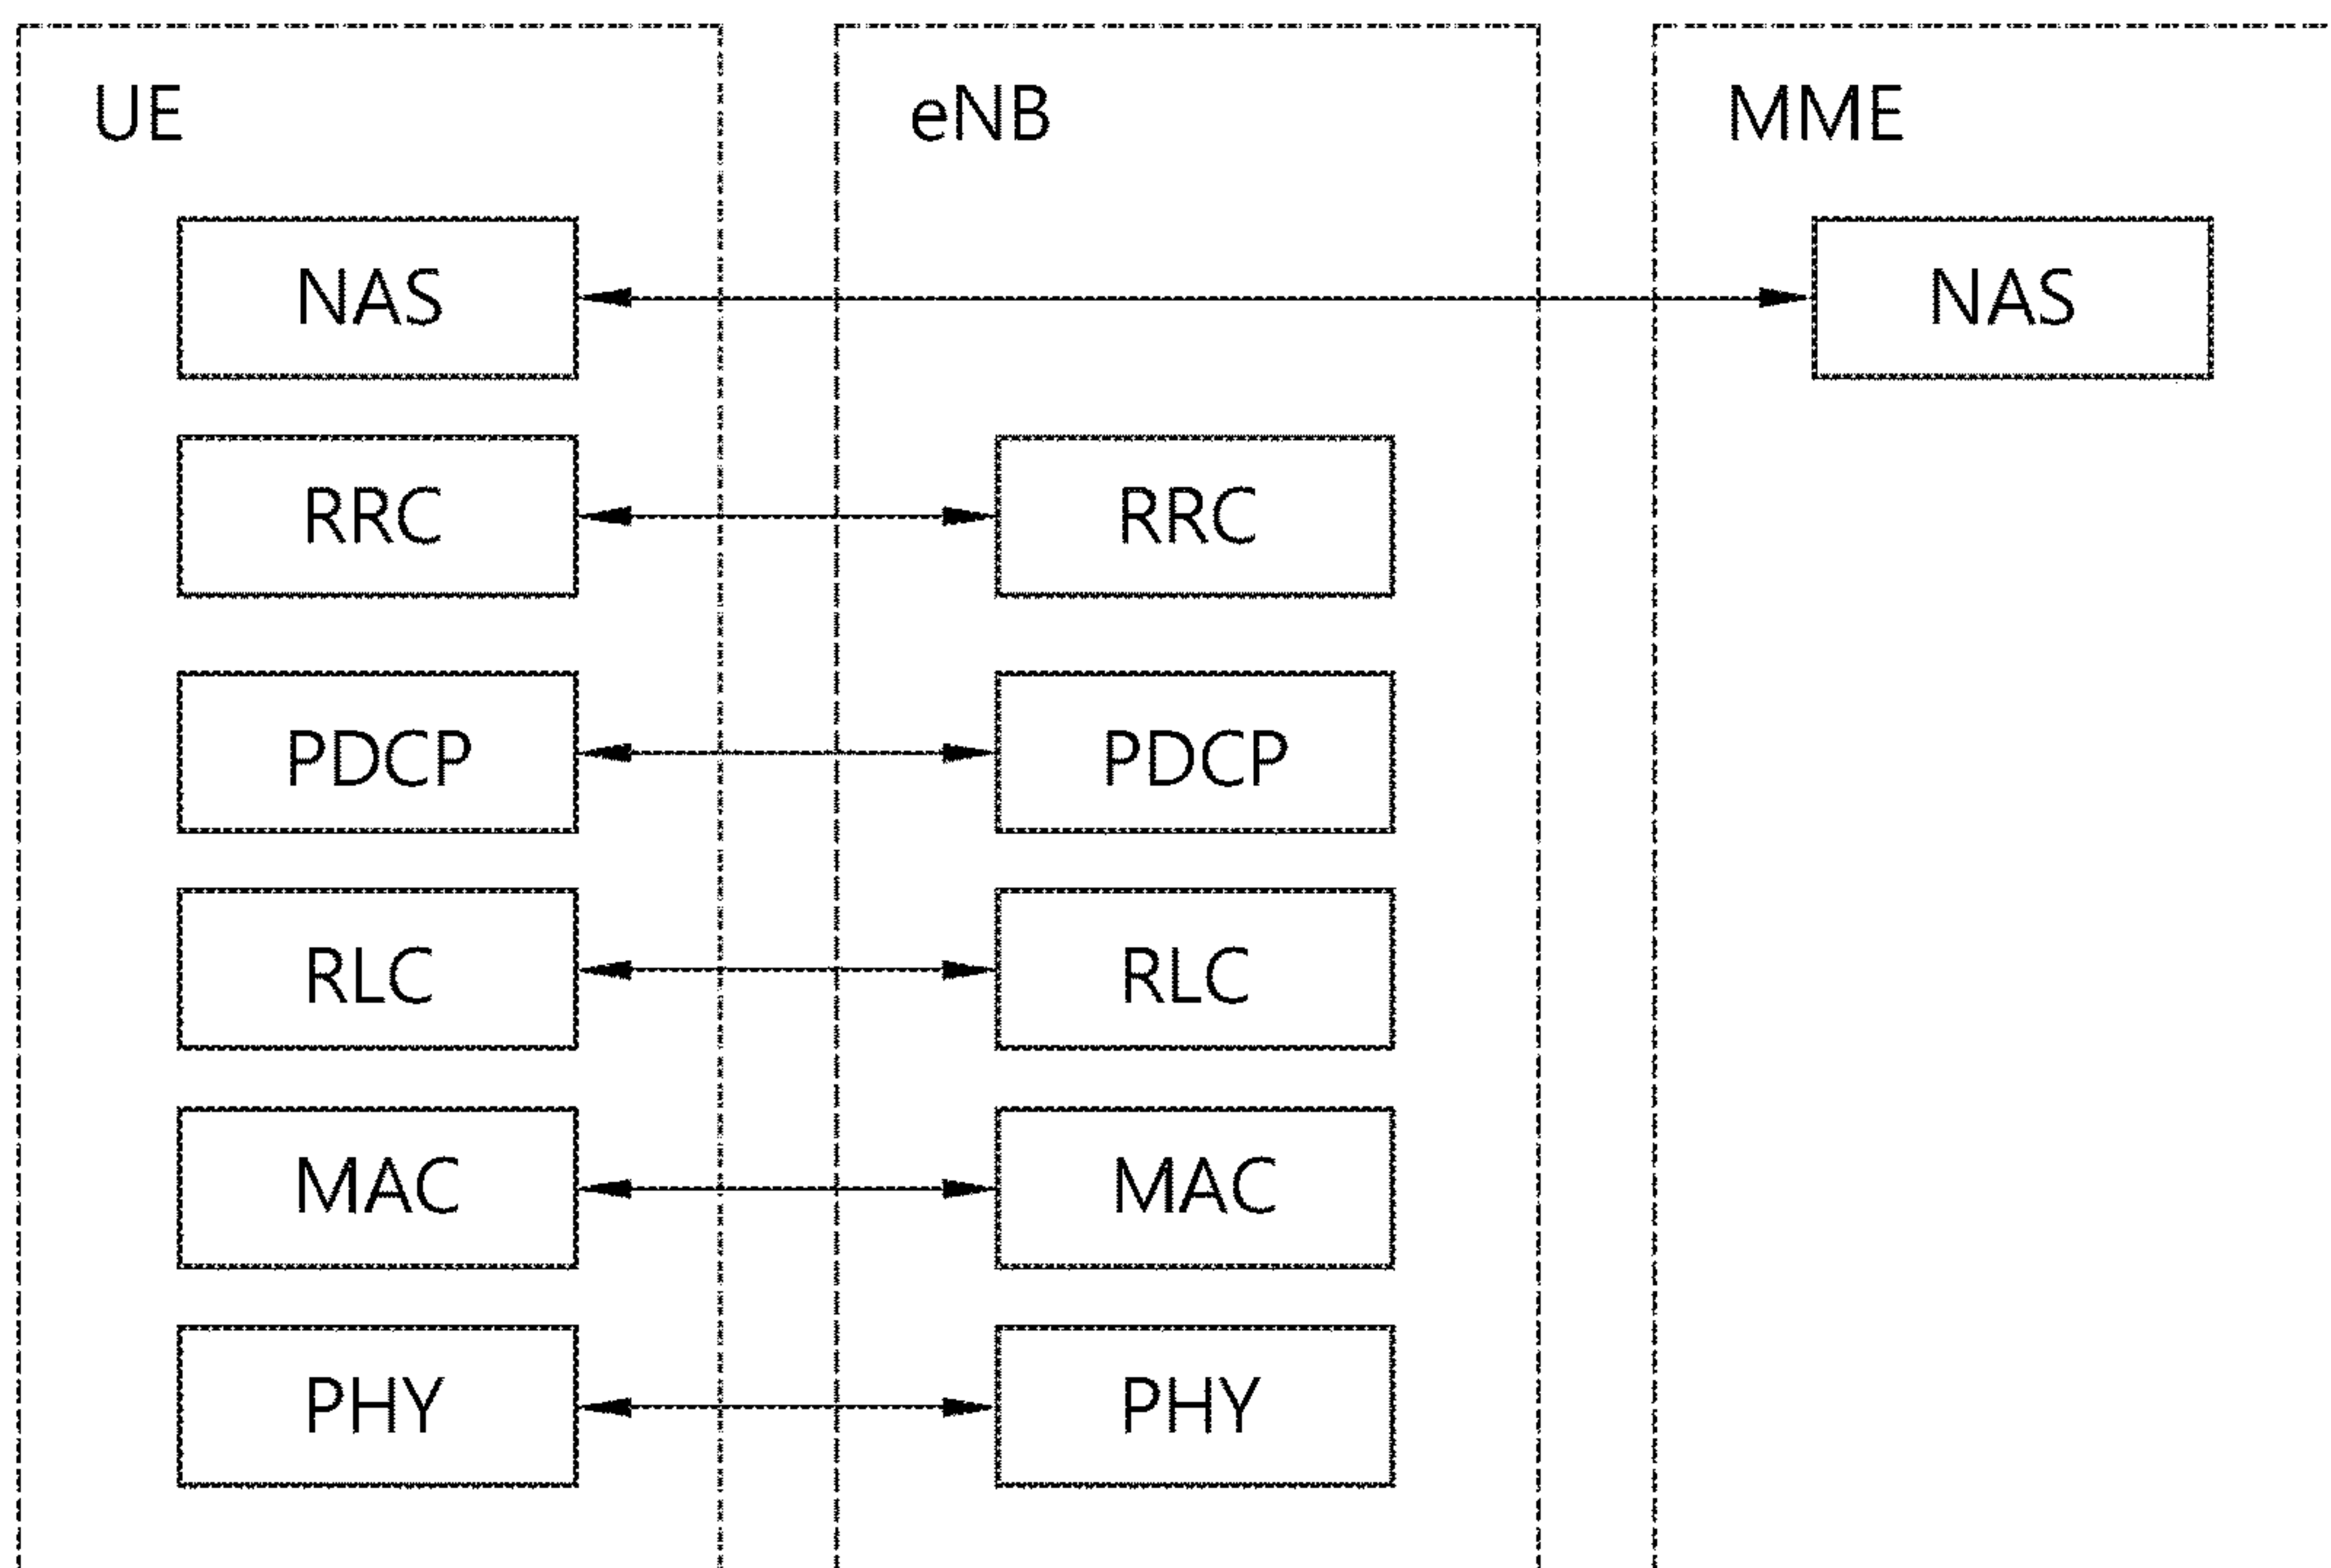 UE eNB MME
NAS NAS
RRC RRC
PDCP PDCP
RLC RLC
MAC MAC
PHY PHY